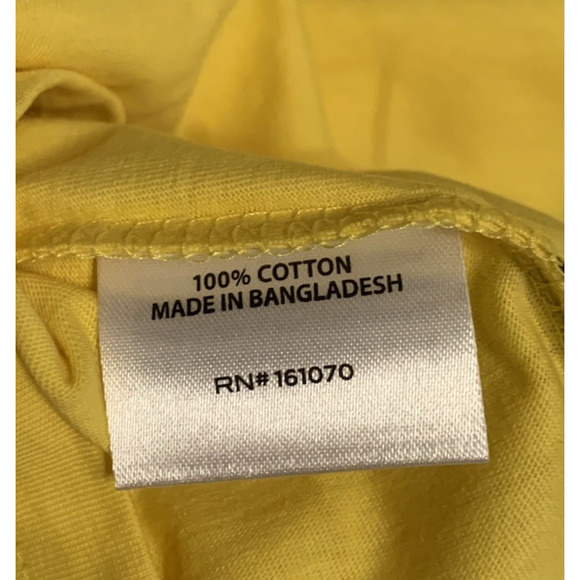 100% COTTON
MADE IN BANGLADESH
RN# 161070